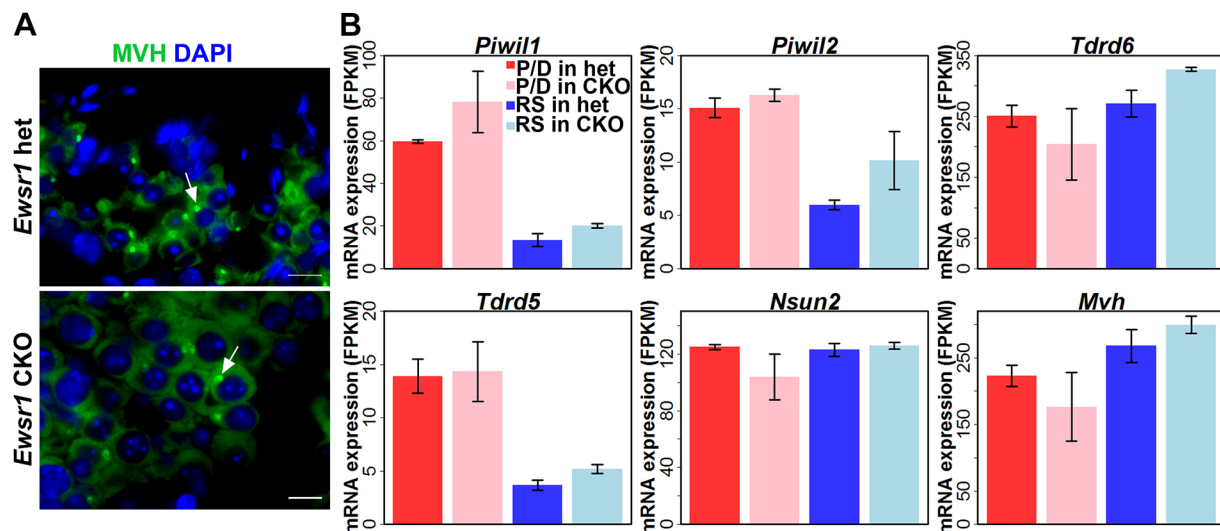 A
B
MVH DAPI
Ewsr1 het
Ewsr1 CKO
Piwil1
mRNA expression (FPKM)
0 20 40 60 80 100
P/D in het
P/D in CKO
RS in het
RS in CKO
Piwil2
mRNA expression (FPKM)
0 5 10 15 20
Tdrd6
mRNA expression (FPKM)
0 50 150 250 350
Tdrd5
mRNA expression (FPKM)
0 5 10 15 20
Nsun2
mRNA expression (FPKM)
0 40 80 120
Mvh
mRNA expression (FPKM)
0 50 150 250